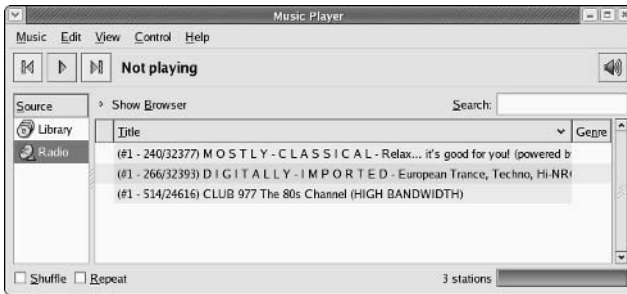 Music Player
Music Edit View Control Help
Not playing
Source
Show Browser
Search:
Library
Title
Genre
Radio
(#1 - 240/32377) M O S T L Y - C L A S S I C A L - Relax... it's good for you! (powered b
(#1 - 266/32393) D I G I T A L L Y - I M P O R T E D - European Trance, Techno, Hi-NR
(#1 - 514/24616) CLUB 977 The 80s Channel (HIGH BANDWIDTH)
Shuffle Repeat
3 stations